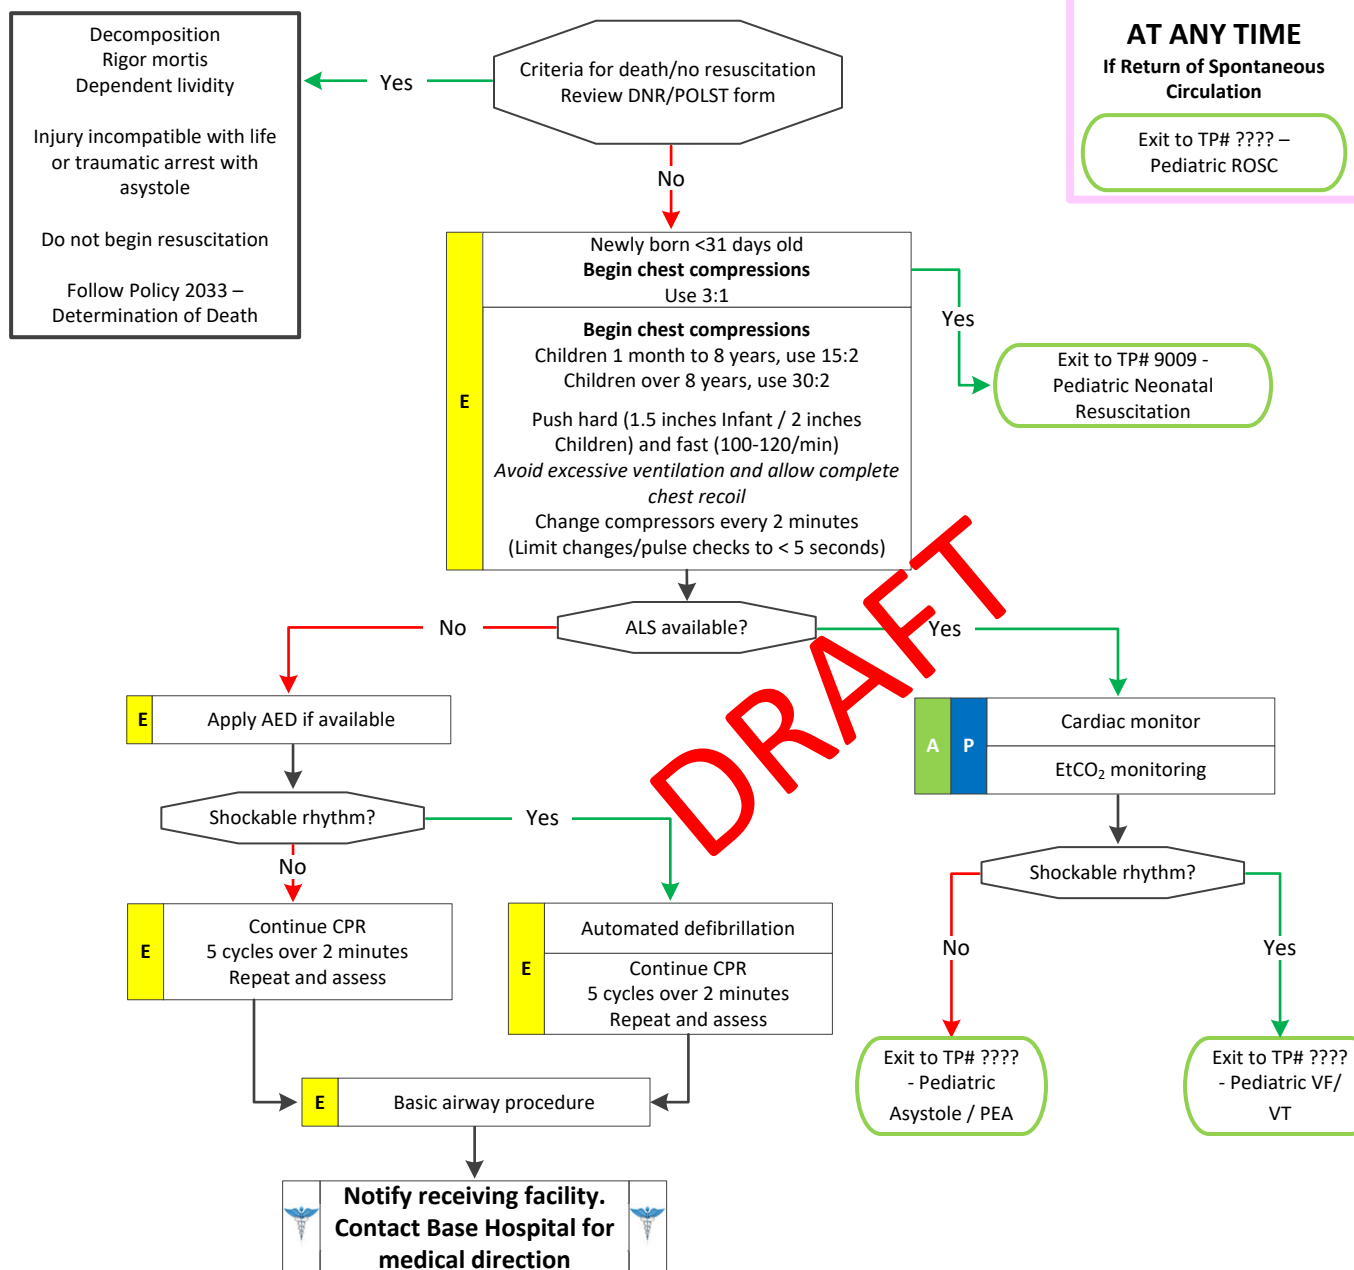 Decomposition
Rigor mortis
Dependent lividity
Injury incompatible with life
or traumatic arrest with
asystole
Do not begin resuscitation
Follow Policy 2033 –
Determination of Death
Yes
Criteria for death/no resuscitation
Review DNR/POLST form
AT ANY TIME
If Return of Spontaneous
Circulation
Exit to TP# ???? –
Pediatric ROSC
No
E
Newly born <31 days old
Begin chest compressions
Use 3:1
Begin chest compressions
Children 1 month to 8 years, use 15:2
Children over 8 years, use 30:2
Push hard (1.5 inches Infant / 2 inches
Children) and fast (100-120/min)
Avoid excessive ventilation and allow complete
chest recoil
Change compressors every 2 minutes
(Limit changes/pulse checks to < 5 seconds)
Yes
Exit to TP# 9009 -
Pediatric Neonatal
Resuscitation
ALS available?
No
Yes
DRAFT
E
Apply AED if available
A
P
Cardiac monitor
EtCO₂ monitoring
Shockable rhythm?
Yes
No
Shockable rhythm?
No
Yes
E
Continue CPR
5 cycles over 2 minutes
Repeat and assess
E
Automated defibrillation
Continue CPR
5 cycles over 2 minutes
Repeat and assess
Exit to TP# ????
- Pediatric
Asystole / PEA
Exit to TP# ????
- Pediatric VF/
VT
E
Basic airway procedure
Notify receiving facility.
Contact Base Hospital for
medical direction